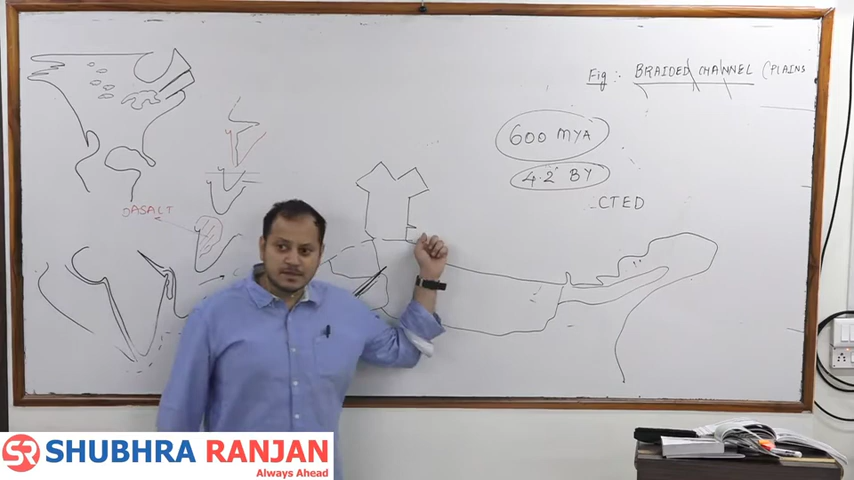 Fig :- BRAIDED CHANNEL (PLAINS
600 MYA
4.2 BY
CTED
BASALT
SR SHUBHRA RANJAN
Always Ahead